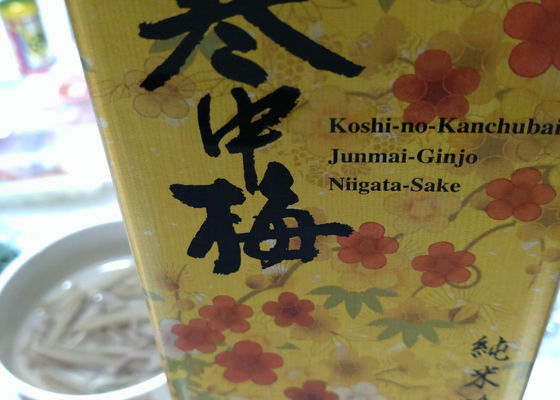 寒中梅
Koshi-no-Kanchubai
Junmai-Ginjo
Niigata-Sake
純米